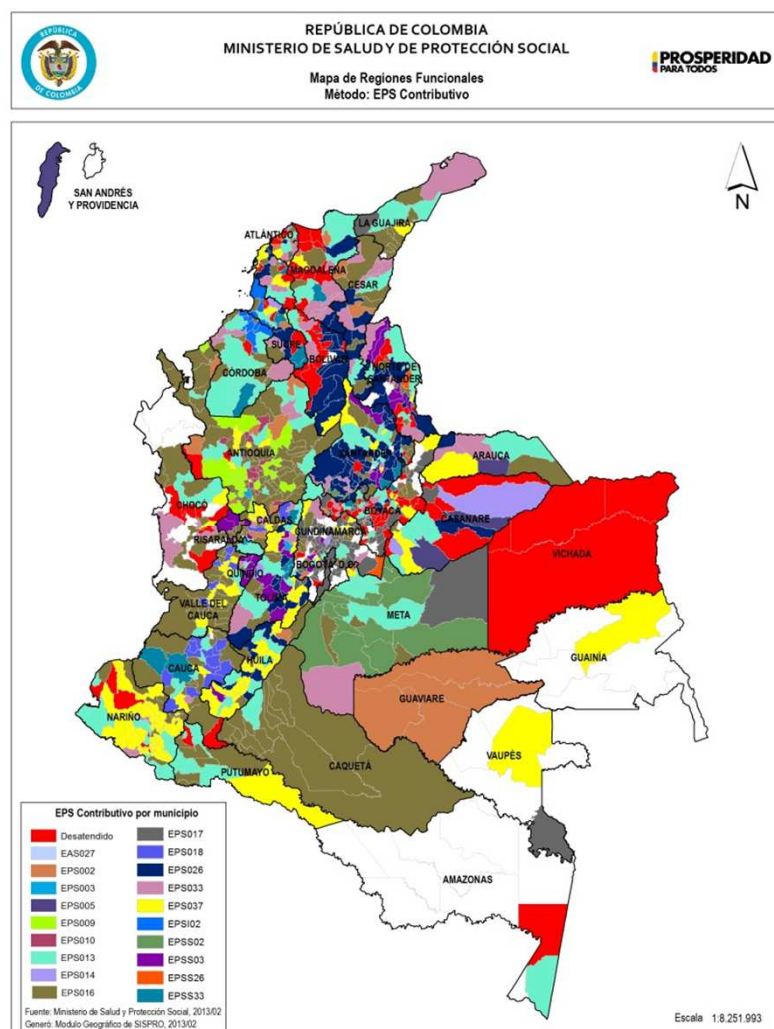 REPÚBLICA DE COLOMBIA
MINISTERIO DE SALUD Y DE PROTECCIÓN SOCIAL
Mapa de Regiones Funcionales
Método: EPS Contributivo
REPÚBLICA
DE COLOMBIA
PROSPERIDAD
PARA TODOS
SAN ANDRÉS
Y PROVIDENCIA
N
LA GUAJIRA
ATLÁNTICO
MAGDALENA
CESAR
SUCRE
BOLIVAR
NORTE DE
SANTANDER
CÓRDOBA
ANTIOQUIA
SANTANDER
ARAUCA
CHOCÓ
BOYACÁ
CASANARE
CALDAS
CUNDINAMARCA
RISARALDA
VICHADA
BOGOTÁ D.C.
QUINDIO
TOLIMA
META
VALLE DEL
CAUCA
GUAINÍA
HUILA
CAUCA
GUAVIARE
NARIÑO
VAUPÉS
CAQUETÁ
PUTUMAYO
AMAZONAS
EPS Contributivo por municipio
Desatendido
EAS027
EPS002
EPS003
EPS005
EPS009
EPS010
EPS013
EPS014
EPS016
EPS017
EPS018
EPS026
EPS033
EPS037
EPSI02
EPSS02
EPSS03
EPSS26
EPSS33
Fuente: Ministerio de Salud y Protección Social, 2013/02
Generó: Modulo Geográfico de SISPRO, 2013/02
Escala 1:8.251.993